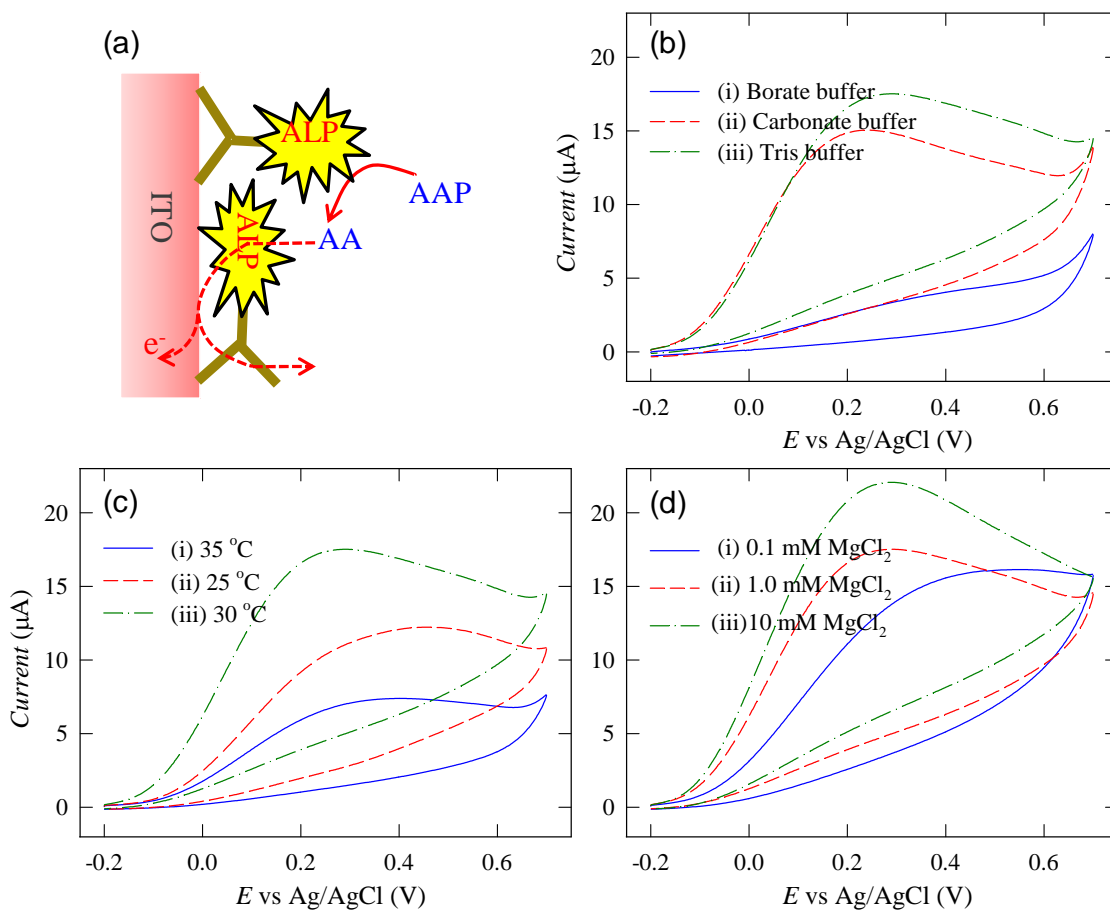 (a)
ALP
AAP
ITO
ALP
AA
e⁻
(b)
20
15
10
5
0
Current (μA)
(i) Borate buffer
(ii) Carbonate buffer
(iii) Tris buffer
-0.2 0.0 0.2 0.4 0.6
E vs Ag/AgCl (V)
(c)
20
15
10
5
0
Current (μA)
(i) 35 °C
(ii) 25 °C
(iii) 30 °C
-0.2 0.0 0.2 0.4 0.6
E vs Ag/AgCl (V)
(d)
20
15
10
5
0
(i) 0.1 mM MgCl₂
(ii) 1.0 mM MgCl₂
(iii)10 mM MgCl₂
-0.2 0.0 0.2 0.4 0.6
E vs Ag/AgCl (V)